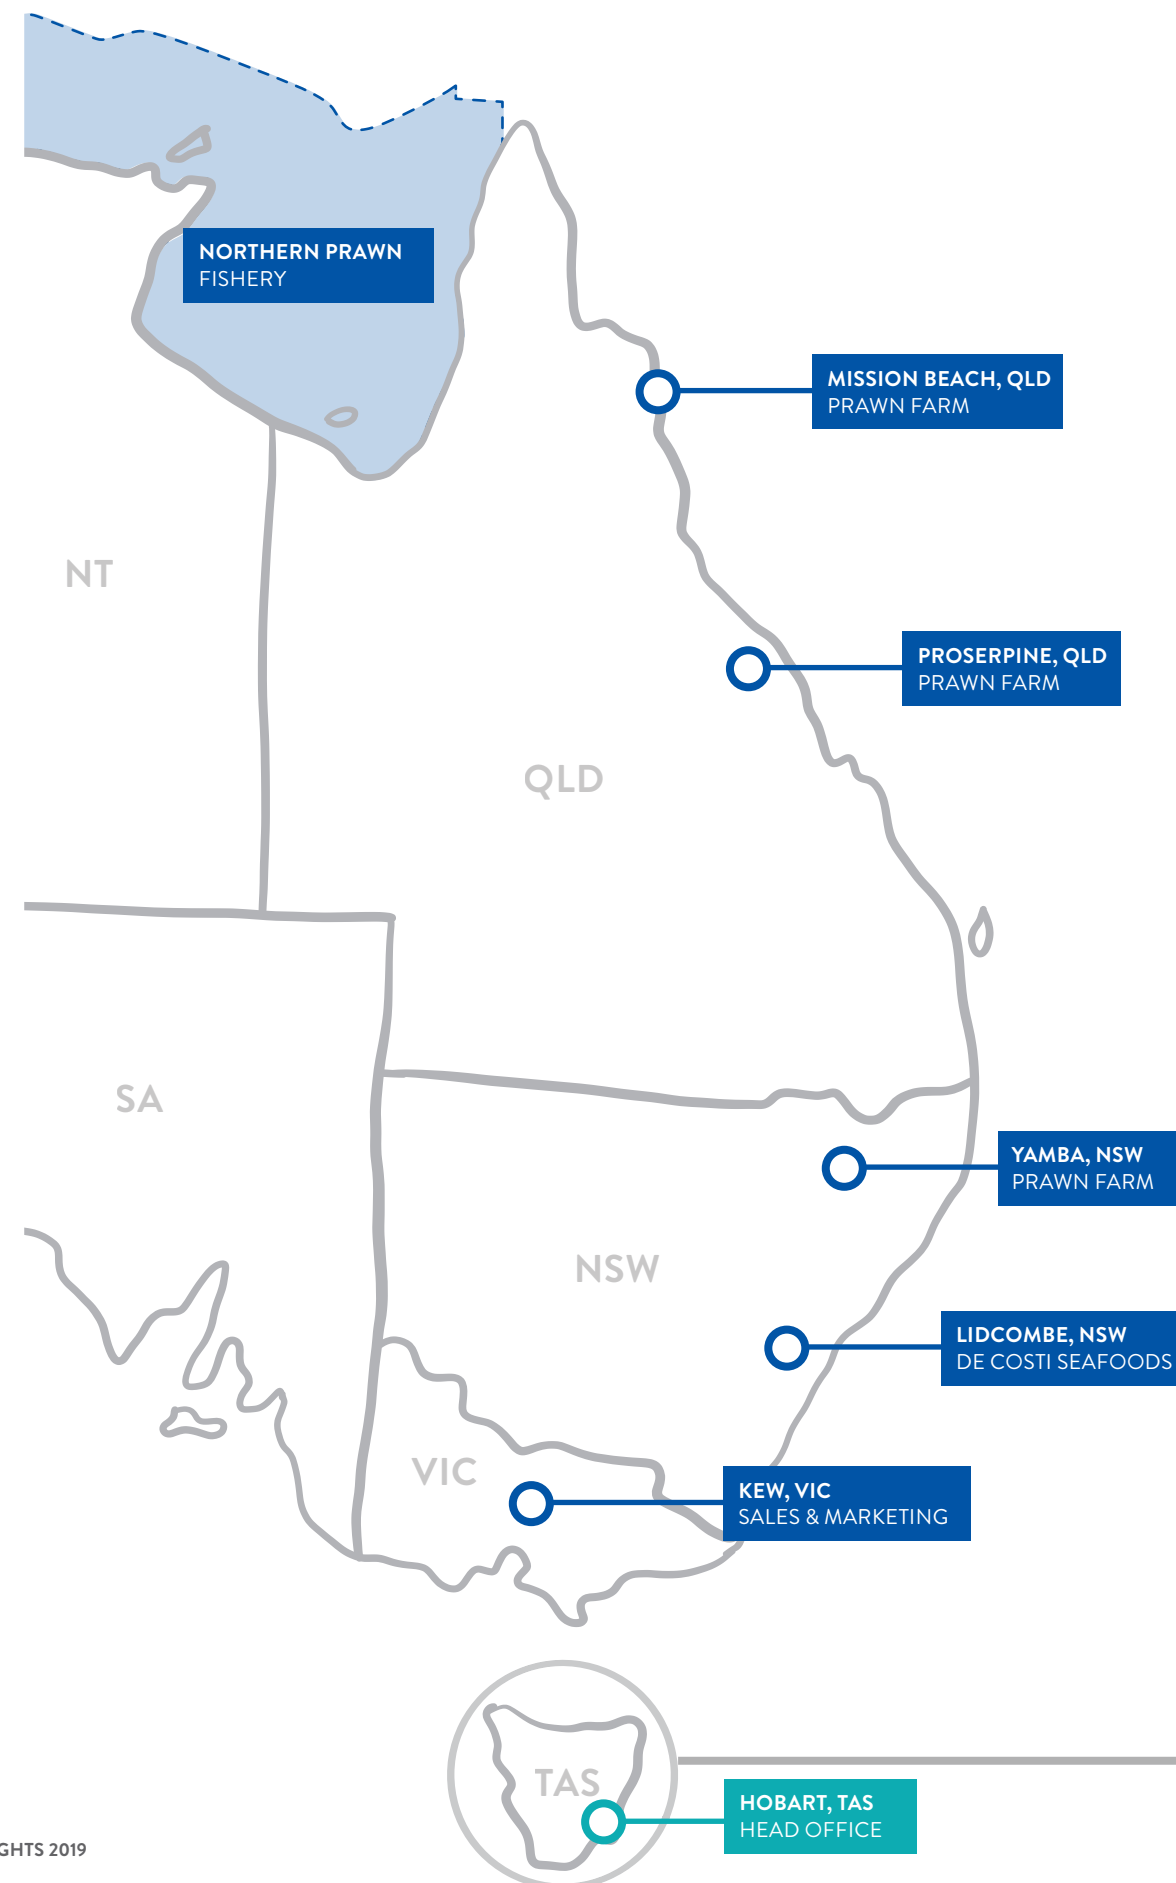 NORTHERN PRAWN
FISHERY
MISSION BEACH, QLD
PRAWN FARM
NT
PROSERPINE, QLD
PRAWN FARM
QLD
SA
YAMBA, NSW
PRAWN FARM
NSW
LIDCOMBE, NSW
DE COSTI SEAFOODS
VIC
KEW, VIC
SALES & MARKETING
TAS
HOBART, TAS
HEAD OFFICE
GHTS 2019